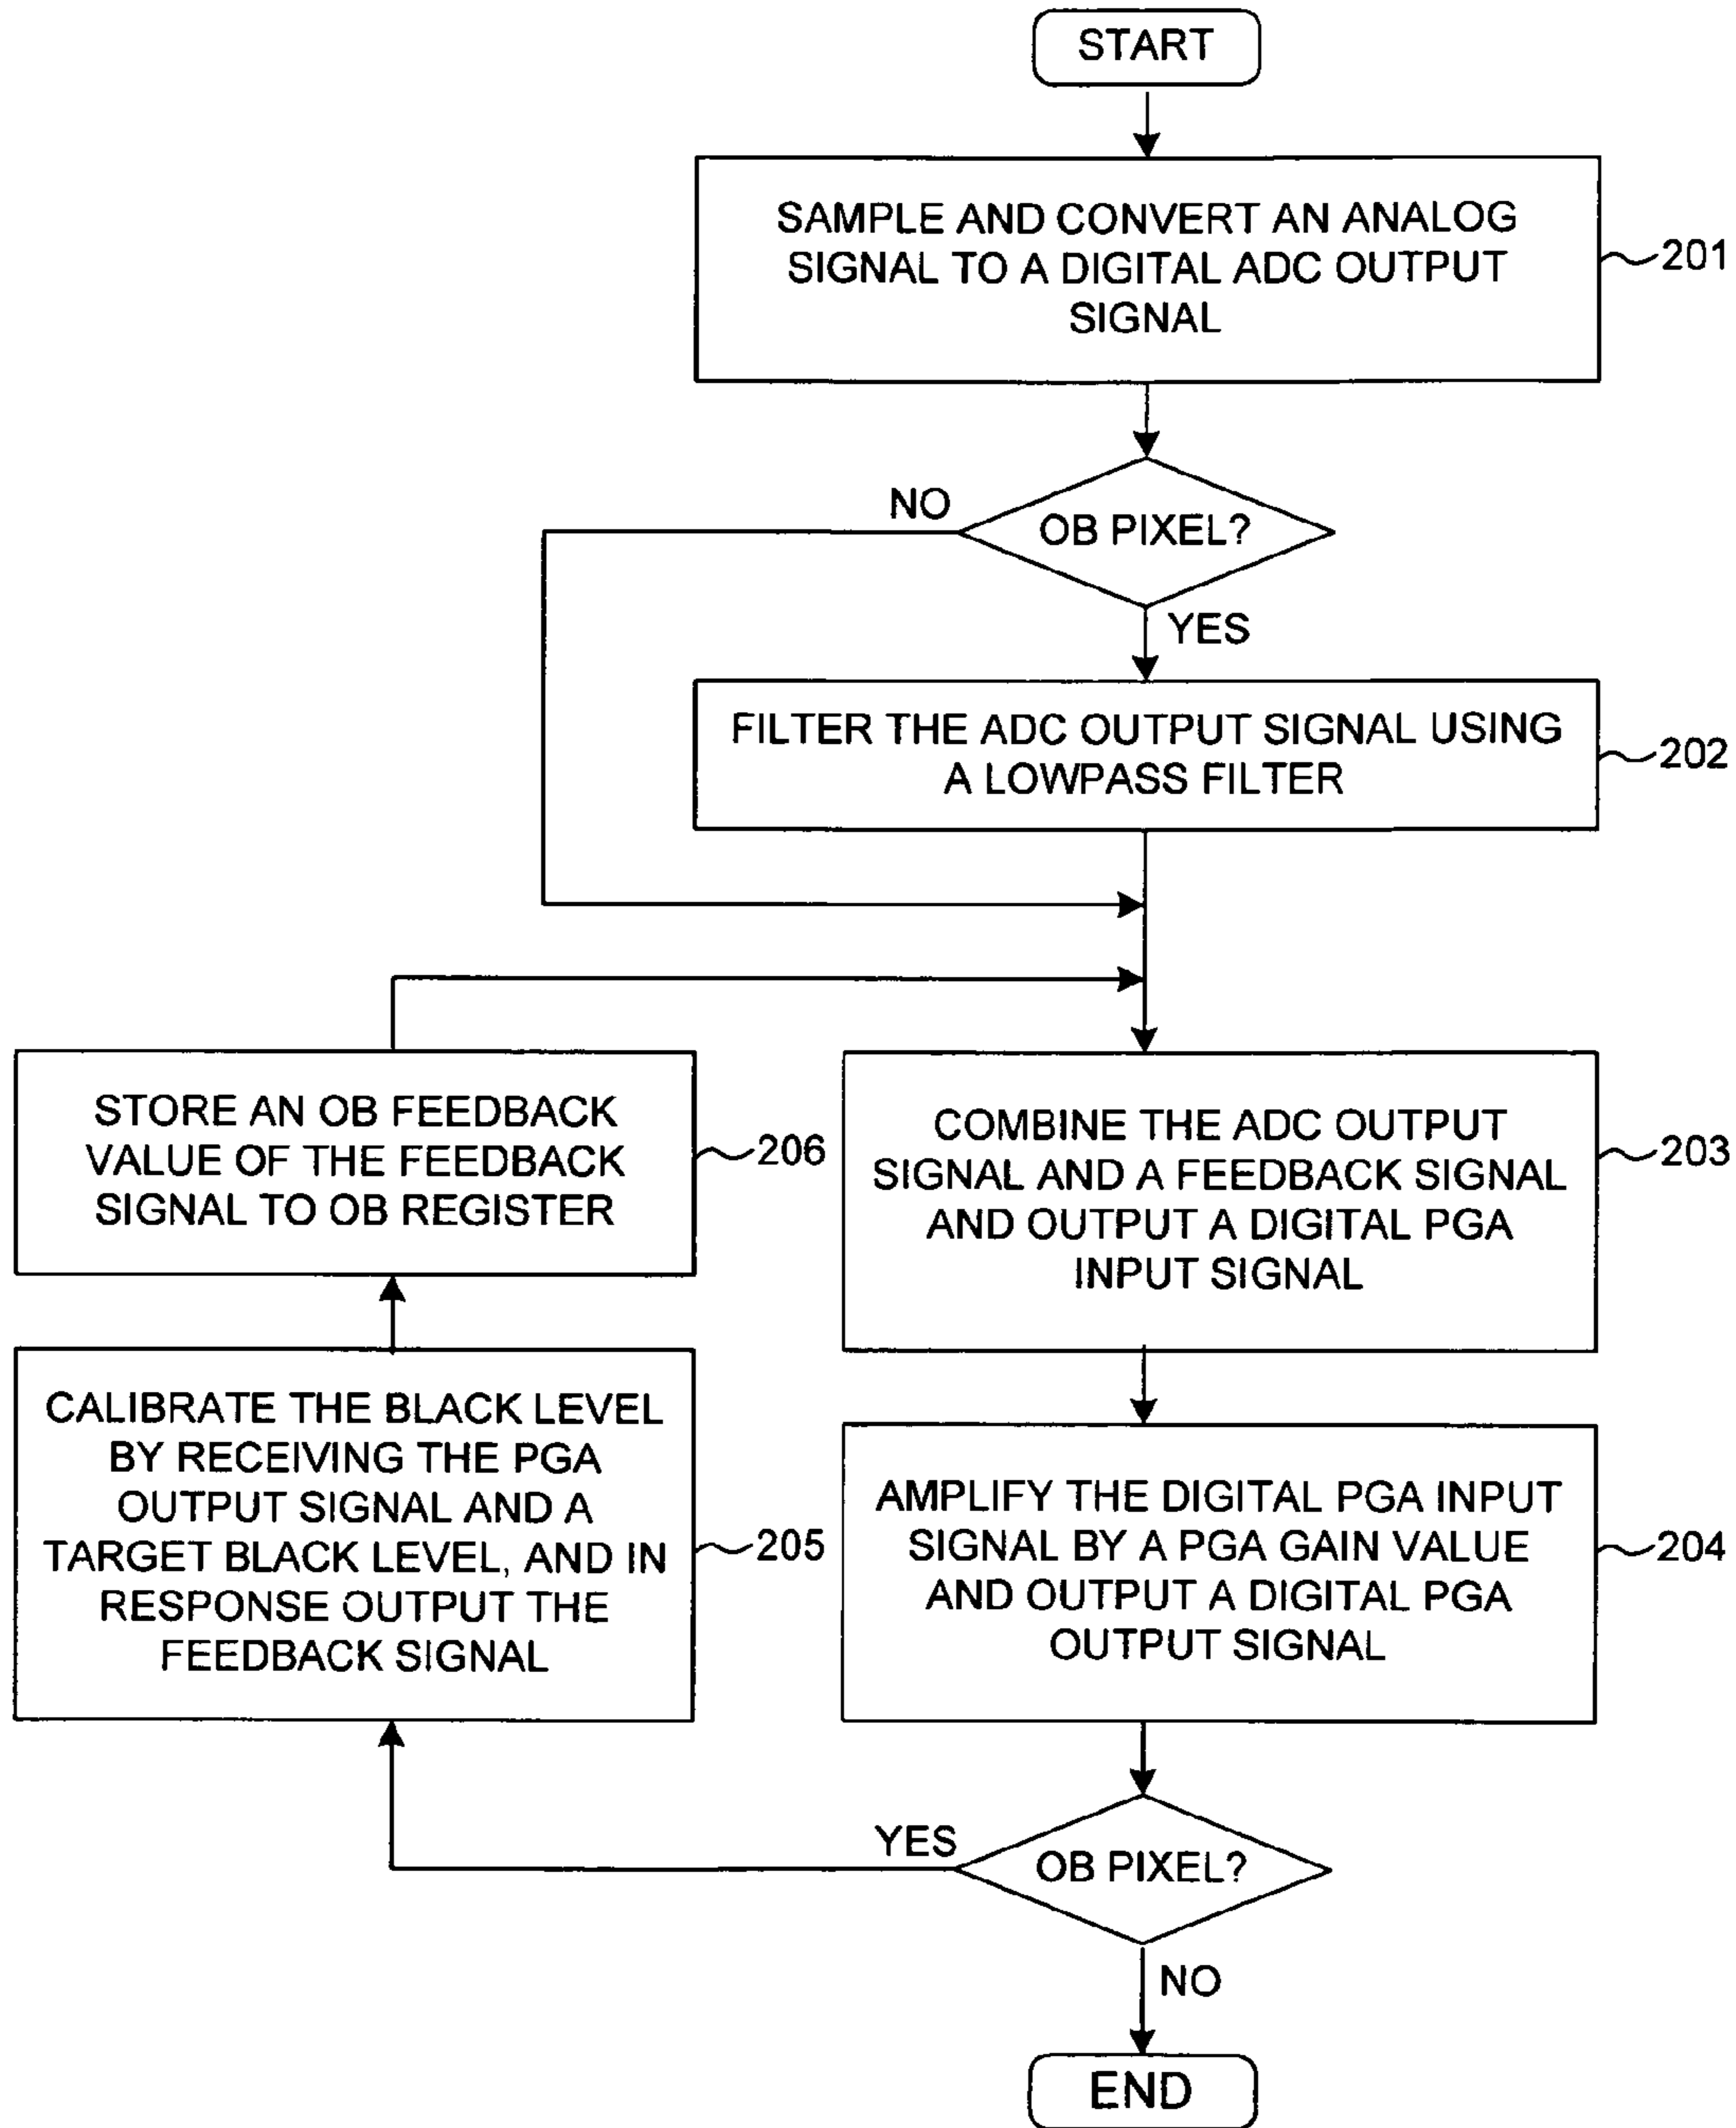 START
SAMPLE AND CONVERT AN ANALOG
SIGNAL TO A DIGITAL ADC OUTPUT
SIGNAL
201
OB PIXEL?
NO
YES
FILTER THE ADC OUTPUT SIGNAL USING
A LOWPASS FILTER
202
COMBINE THE ADC OUTPUT
SIGNAL AND A FEEDBACK SIGNAL
AND OUTPUT A DIGITAL PGA
INPUT SIGNAL
203
STORE AN OB FEEDBACK
VALUE OF THE FEEDBACK
SIGNAL TO OB REGISTER
206
AMPLIFY THE DIGITAL PGA INPUT
SIGNAL BY A PGA GAIN VALUE
AND OUTPUT A DIGITAL PGA
OUTPUT SIGNAL
204
CALIBRATE THE BLACK LEVEL
BY RECEIVING THE PGA
OUTPUT SIGNAL AND A
TARGET BLACK LEVEL, AND IN
RESPONSE OUTPUT THE
FEEDBACK SIGNAL
205
OB PIXEL?
YES
NO
END